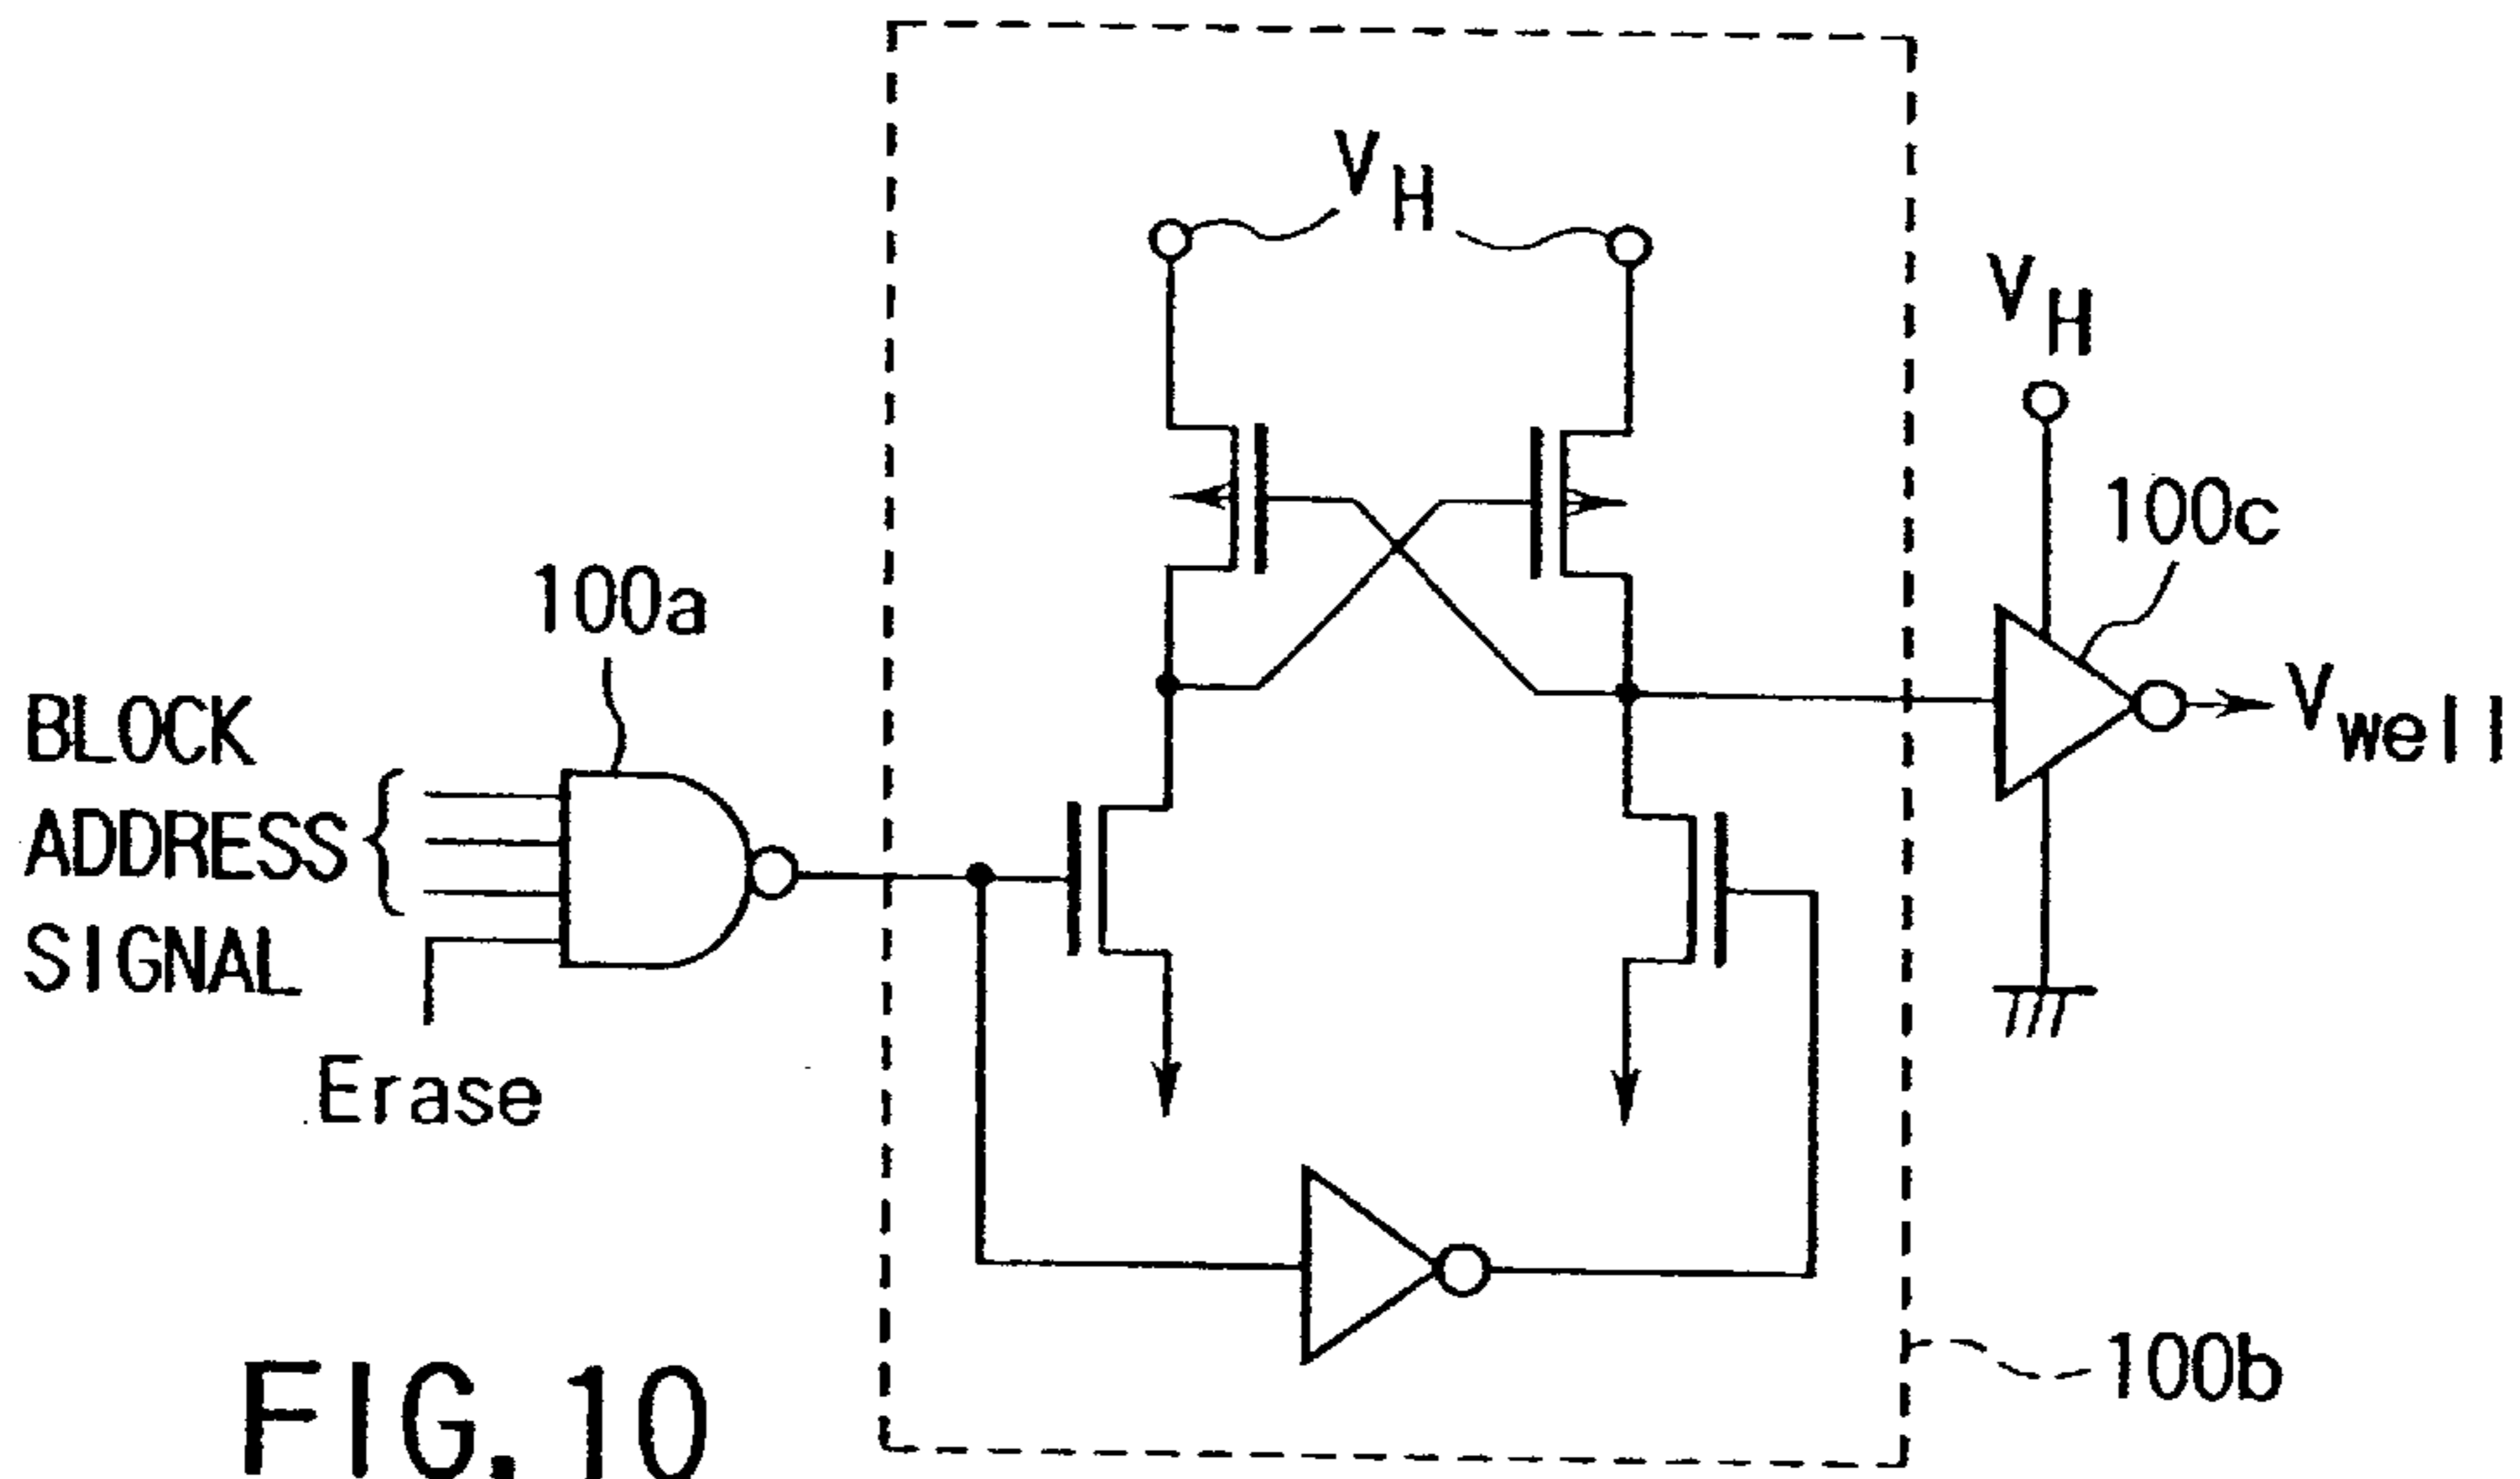 V_H
V_H
100c
100a
V_well
BLOCK
ADDRESS
SIGNAL
Erase
100b
FIG. 10